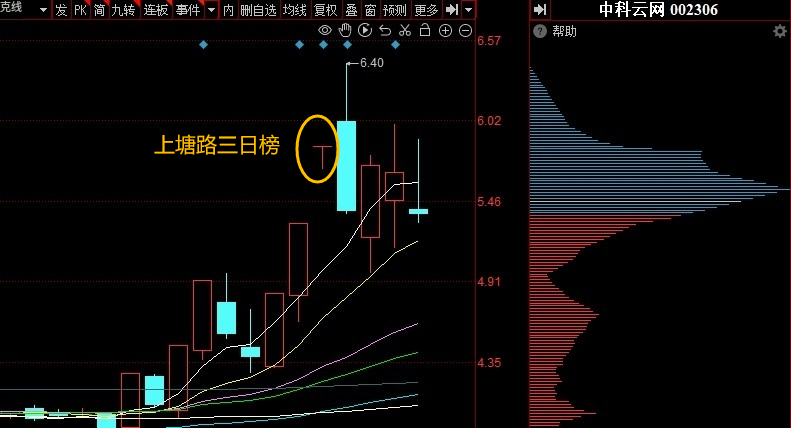 克线 发 PK 简 九转 连板 事件 内 删自选 均线 复权 叠 窗 预测 更多
中科云网 002306
帮助
6.57
6.40
6.02
上塘路三日榜
5.46
4.91
4.35